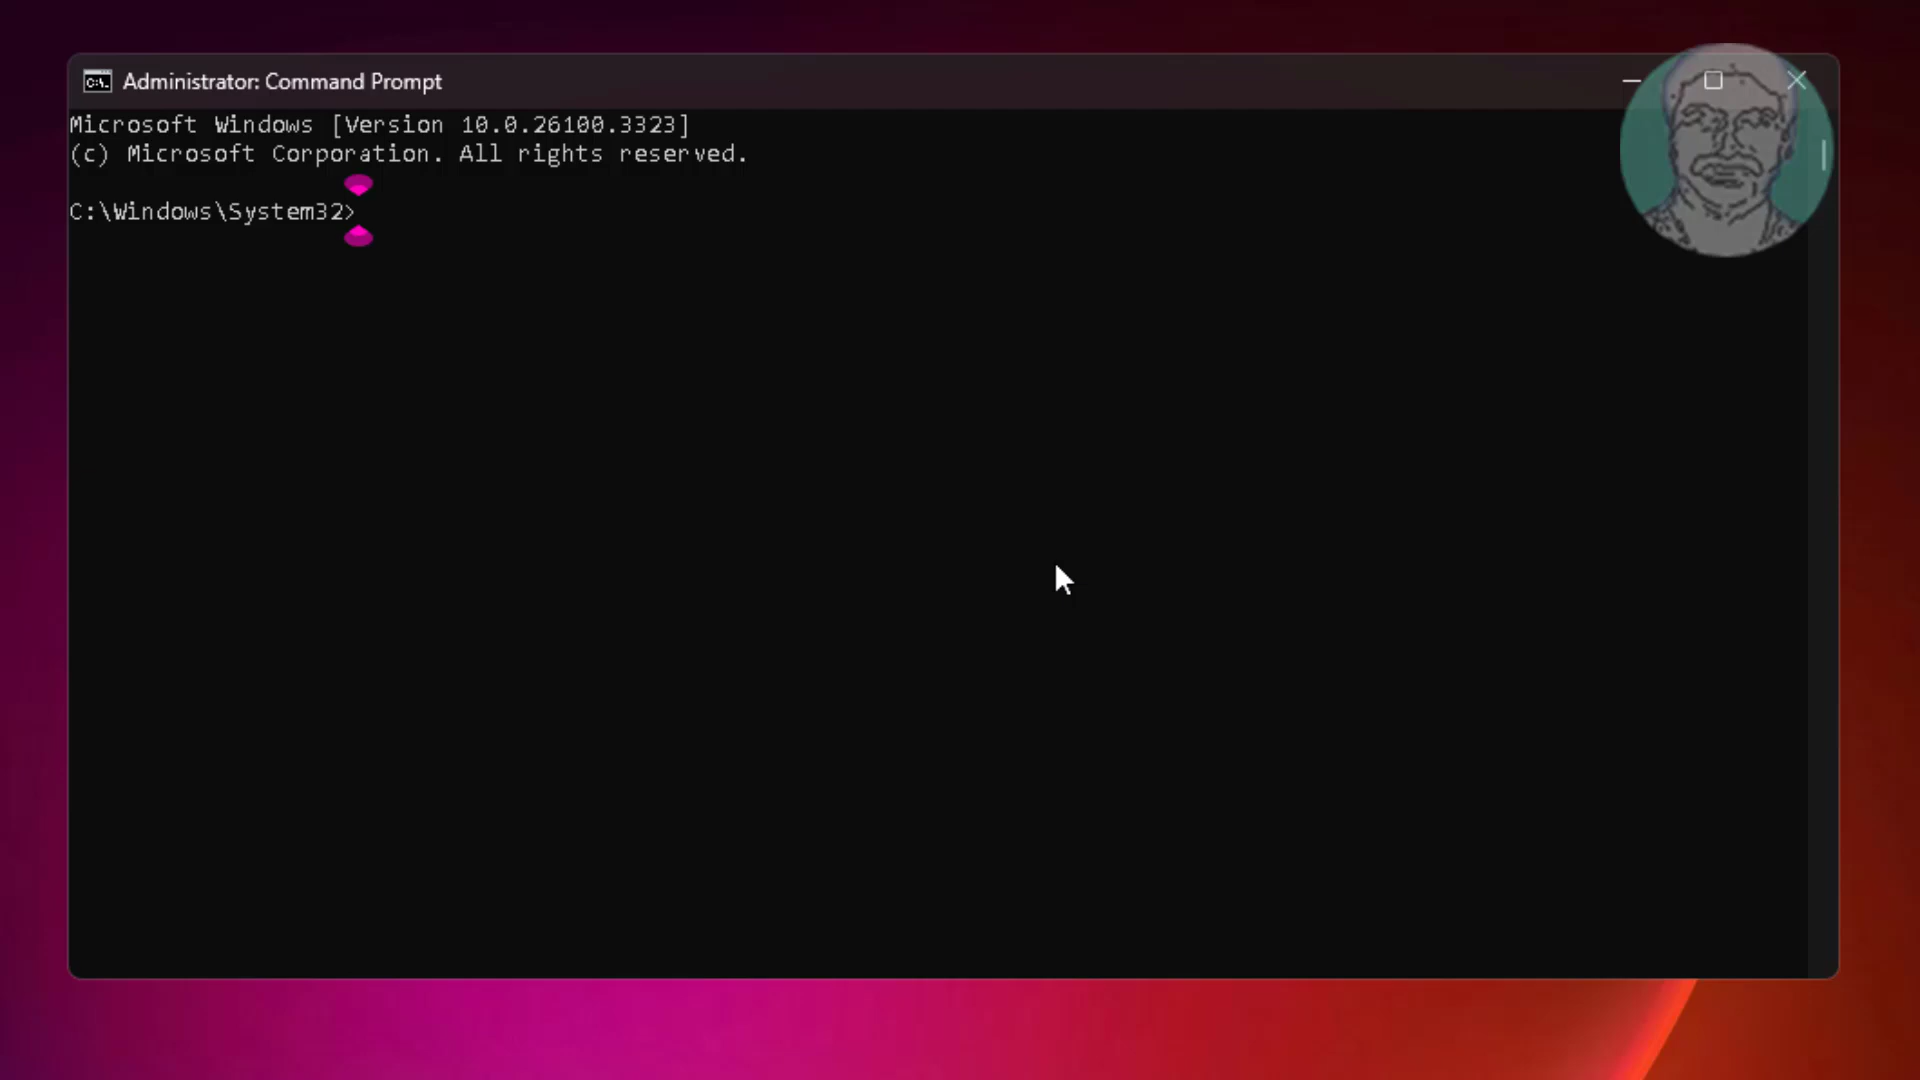 Administrator: Command Prompt
Microsoft Windows [Version 10.0.26100.3323]
(c) Microsoft Corporation. All rights reserved.
C:\Windows\System32>